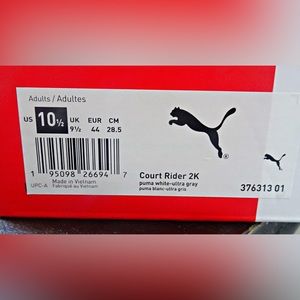 Adults / Adultes
US 10½ UK EUR CM
9½ 44 28.5
1 95098 26694 7
UPC-A Made in Vietnam
Fabriqué au Vietnam
Court Rider 2K
puma white-ultra gray
puma blanc-ultra gris
376313 01